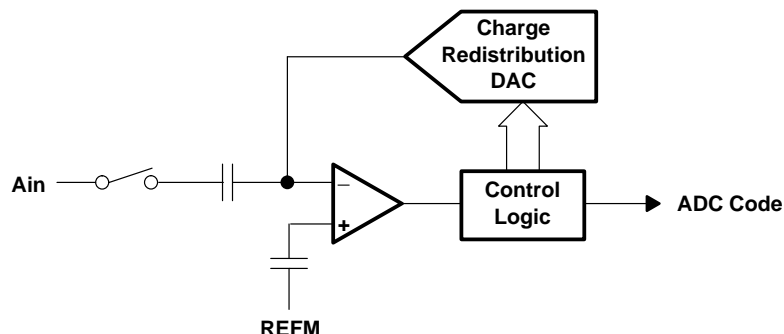 Charge
Redistribution
DAC
Ain
−
+
Control
Logic
ADC Code
REFM